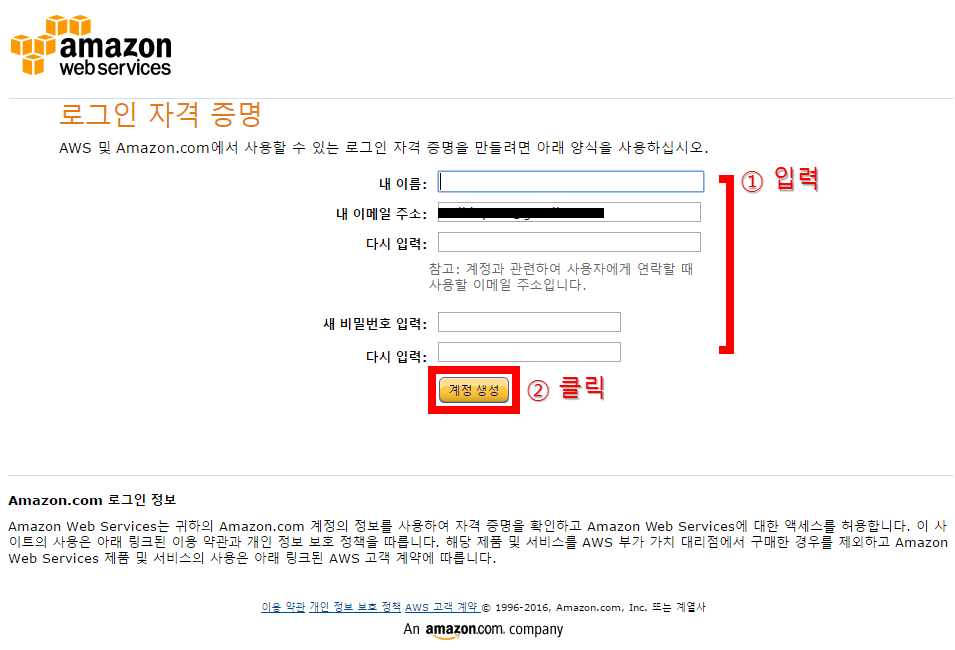 amazon
web services
로그인 자격 증명
AWS 및 Amazon.com에서 사용할 수 있는 로그인 자격 증명을 만들려면 아래 양식을 사용하십시오.
내 이름:
① 입력
내 이메일 주소:
다시 입력:
참고: 계정과 관련하여 사용자에게 연락할 때
사용할 이메일 주소입니다.
새 비밀번호 입력:
다시 입력:
계정 생성
② 클릭
Amazon.com 로그인 정보
Amazon Web Services는 귀하의 Amazon.com 계정의 정보를 사용하여 자격 증명을 확인하고 Amazon Web Services에 대한 액세스를 허용합니다. 이 사
이트의 사용은 아래 링크된 이용 약관과 개인 정보 보호 정책을 따릅니다. 해당 제품 및 서비스를 AWS 부가 가치 대리점에서 구매한 경우를 제외하고 Amazon
Web Services 제품 및 서비스의 사용은 아래 링크된 AWS 고객 계약에 따릅니다.
이용 약관 개인 정보 보호 정책 AWS 고객 계약 © 1996-2016, Amazon.com, Inc. 또는 계열사
An amazon.com. company